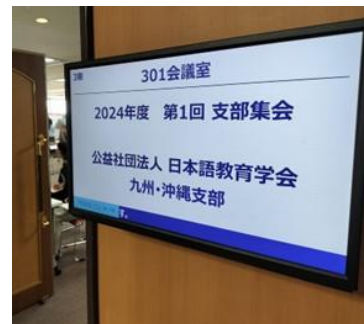 3階
301会議室
2024年度 第1回 支部集会
公益社団法人 日本語教育学会
九州・沖縄支部